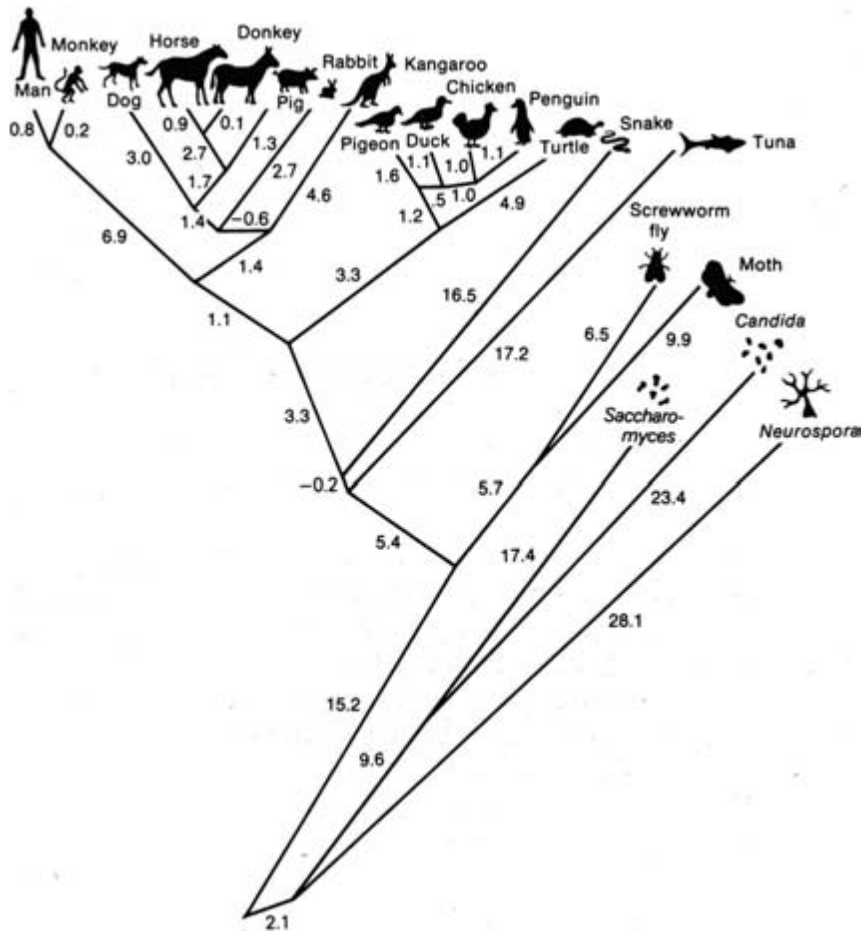 Man
Monkey
Dog
Horse
Donkey
Pig
Rabbit
Kangaroo
Pigeon
Duck
Chicken
Penguin
Turtle
Snake
Tuna
0.8
0.2
3.0
0.9
0.1
2.7
1.3
1.7
2.7
4.6
1.4
-0.6
1.6
1.1
1.0
1.1
.5
1.0
1.2
4.9
6.9
1.4
3.3
1.1
16.5
17.2
3.3
-0.2
5.4
Screwworm
fly
Moth
Candida
Saccharo-
myces
Neurospora
6.5
9.9
5.7
17.4
23.4
28.1
15.2
9.6
2.1